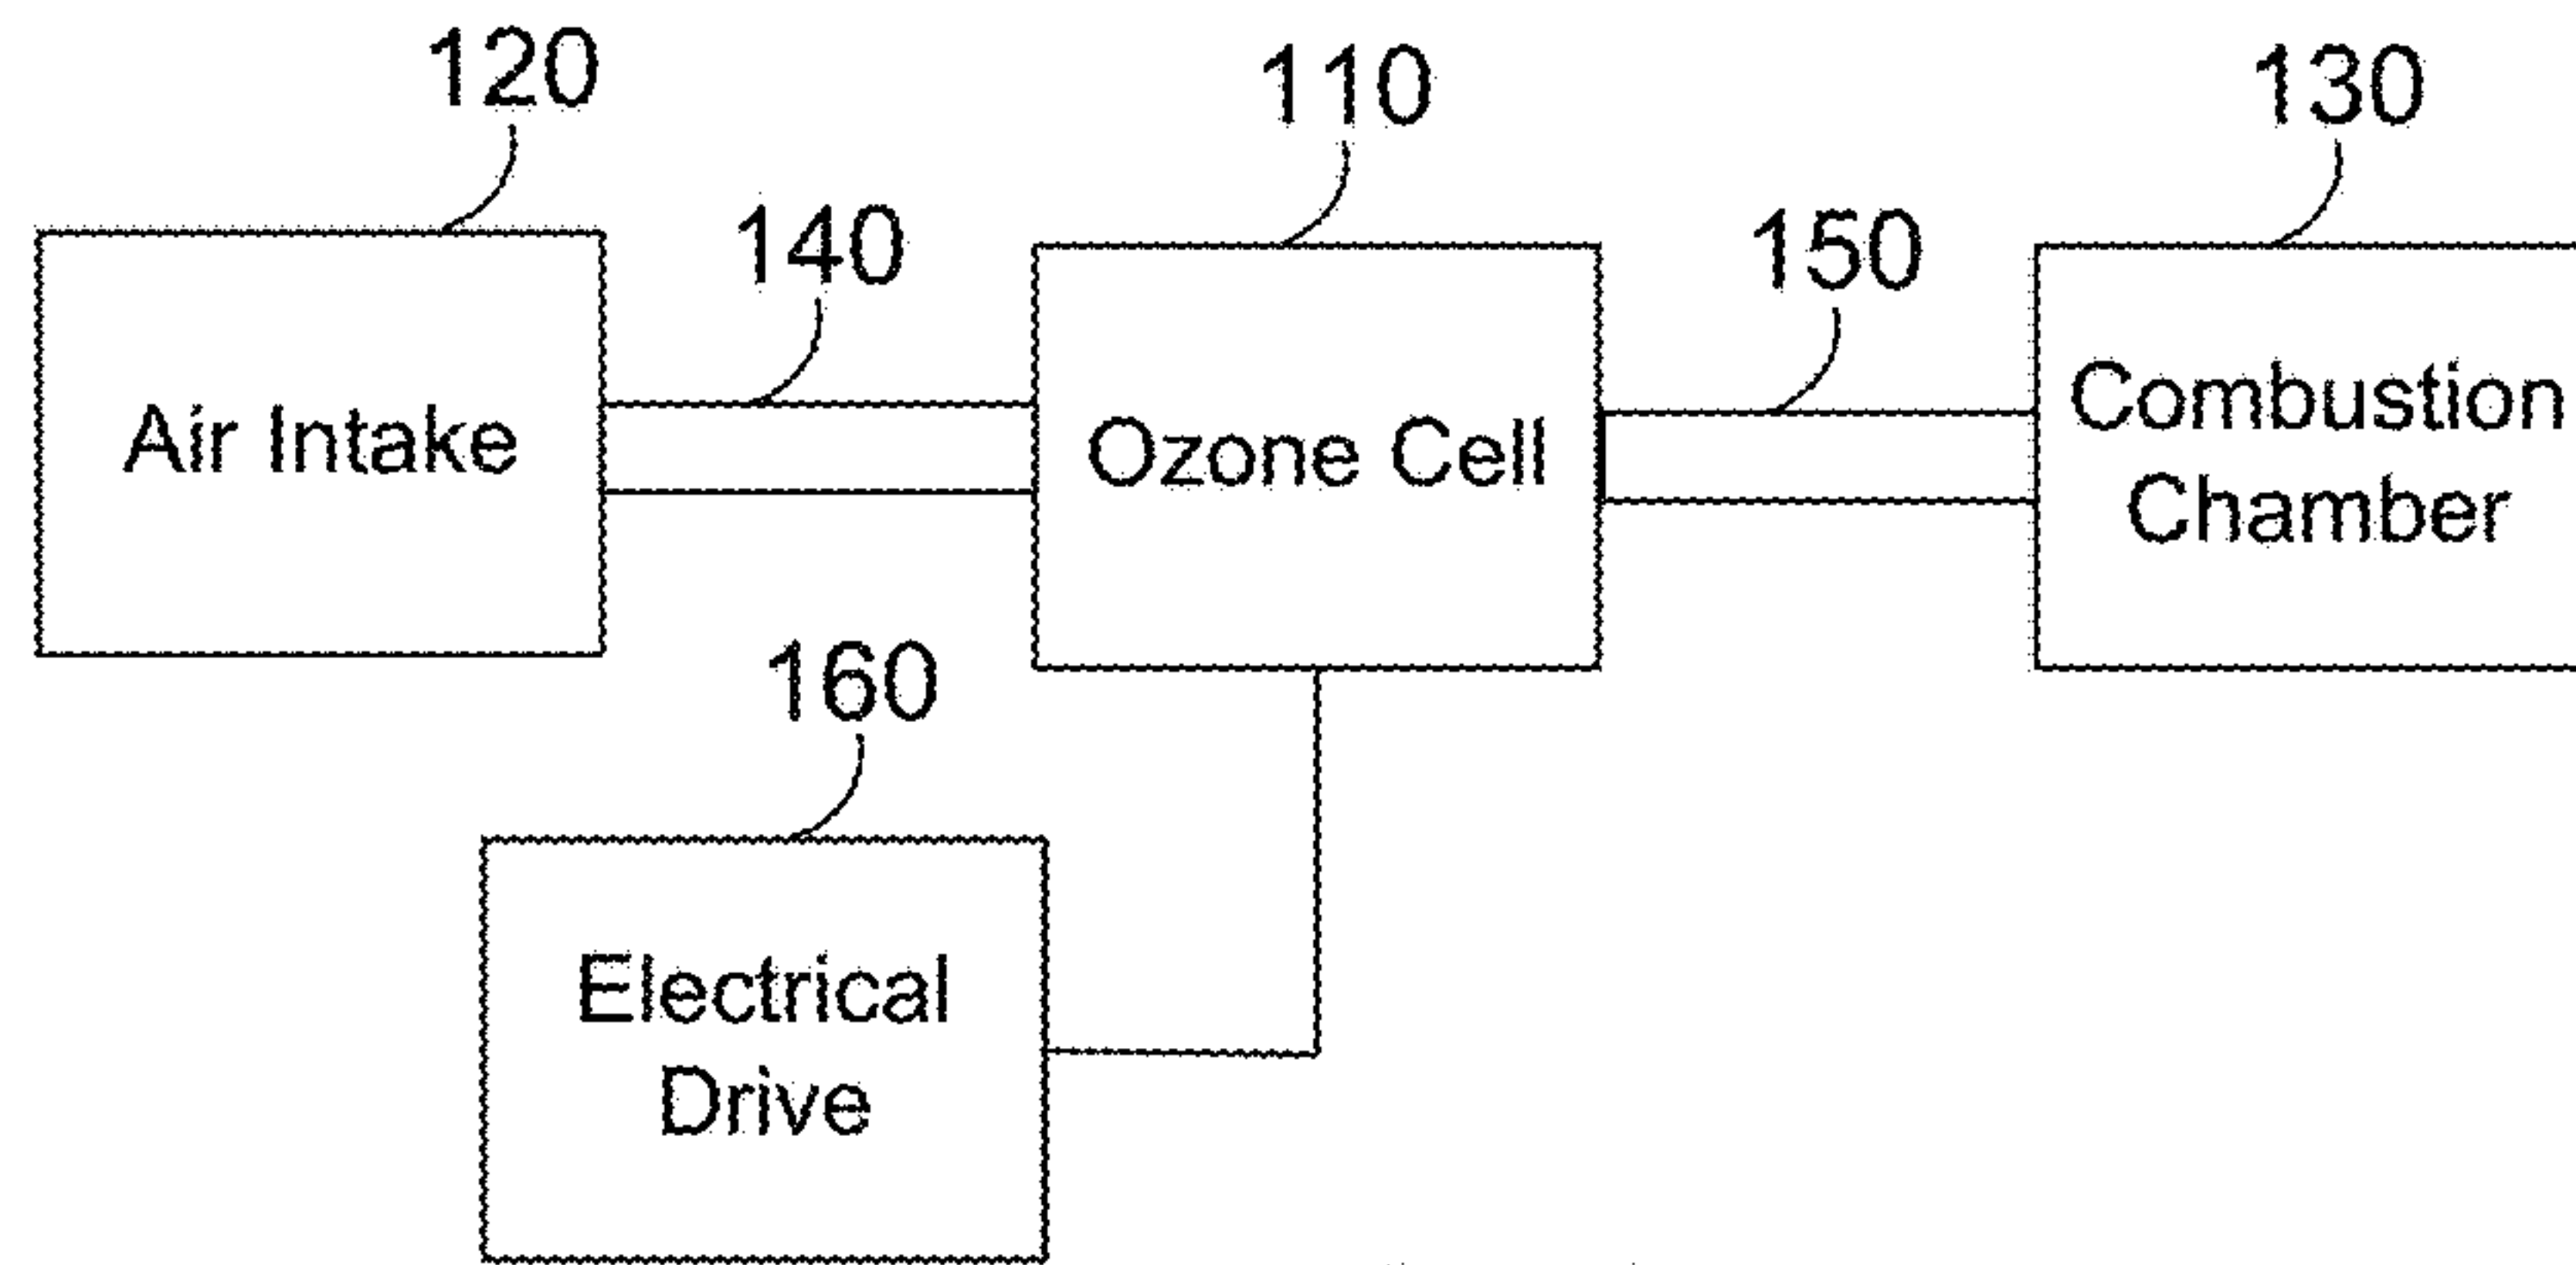 120
110
130
140
150
Air Intake
Ozone Cell
Combustion
Chamber
160
Electrical
Drive